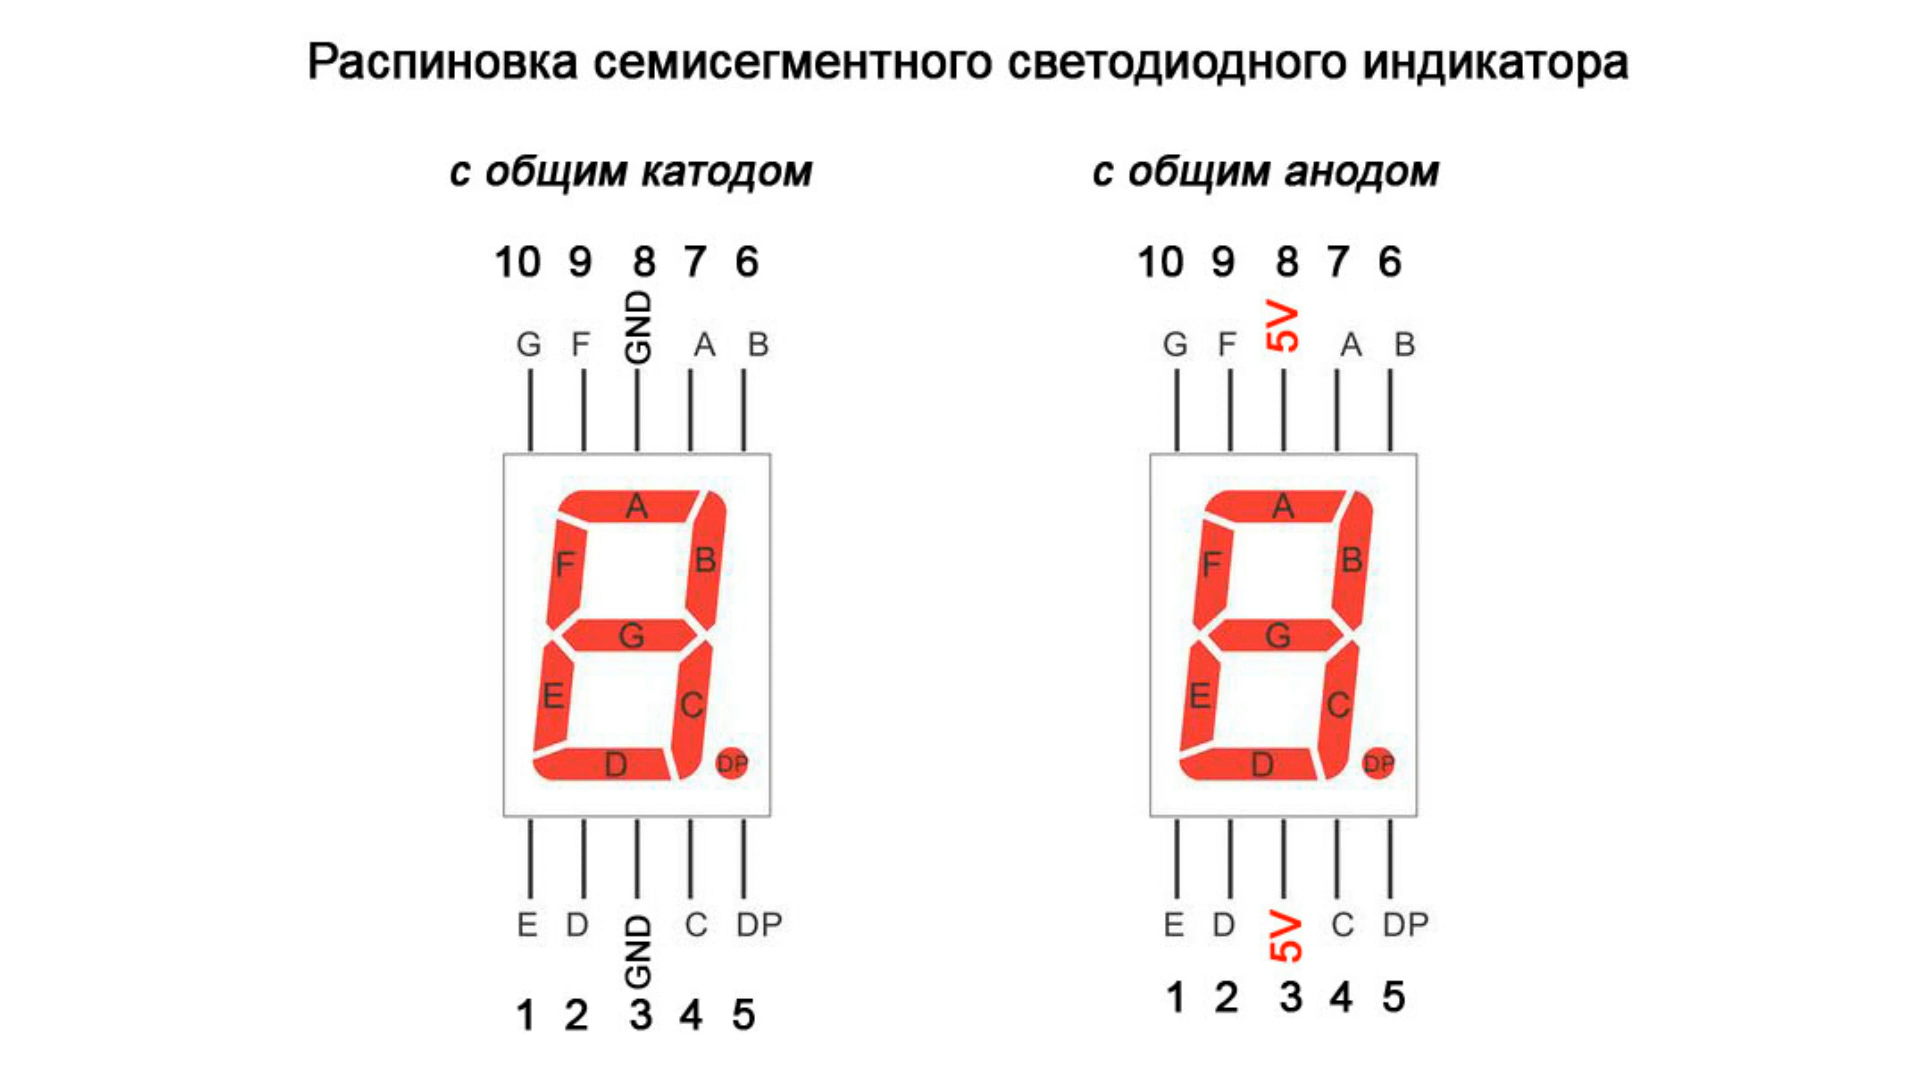 Распиновка семисегментного светодиодного индикатора
с общим катодом
10 9 8 7 6
G F GND A B
A
F B
G
E C
D DP
E D GND C DP
1 2 3 4 5
с общим анодом
10 9 8 7 6
G F 5V A B
A
F B
G
E C
D DP
E D 5V C DP
1 2 3 4 5